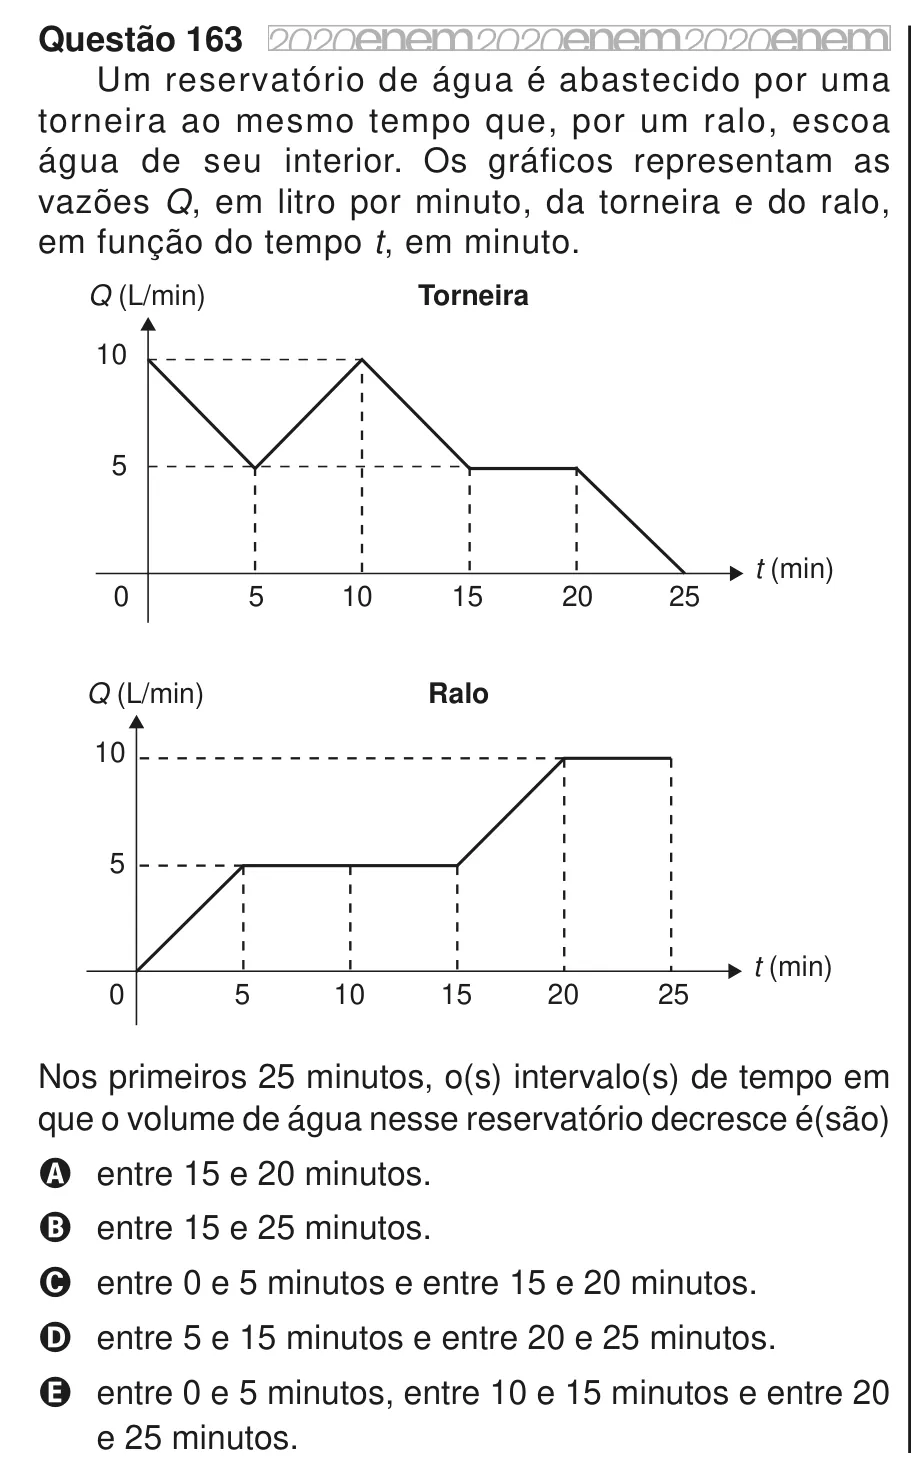 Questão 163 2020enem2020enem2020enem
Um reservatório de água é abastecido por uma
torneira ao mesmo tempo que, por um ralo, escoa
água de seu interior. Os gráficos representam as
vazões Q, em litro por minuto, da torneira e do ralo,
em função do tempo t, em minuto.
Q (L/min) Torneira
10
5
t (min)
0 5 10 15 20 25
Q (L/min) Ralo
10
5
t (min)
0 5 10 15 20 25
Nos primeiros 25 minutos, o(s) intervalo(s) de tempo em
que o volume de água nesse reservatório decresce é(são)
A entre 15 e 20 minutos.
B entre 15 e 25 minutos.
C entre 0 e 5 minutos e entre 15 e 20 minutos.
D entre 5 e 15 minutos e entre 20 e 25 minutos.
E entre 0 e 5 minutos, entre 10 e 15 minutos e entre 20
e 25 minutos.